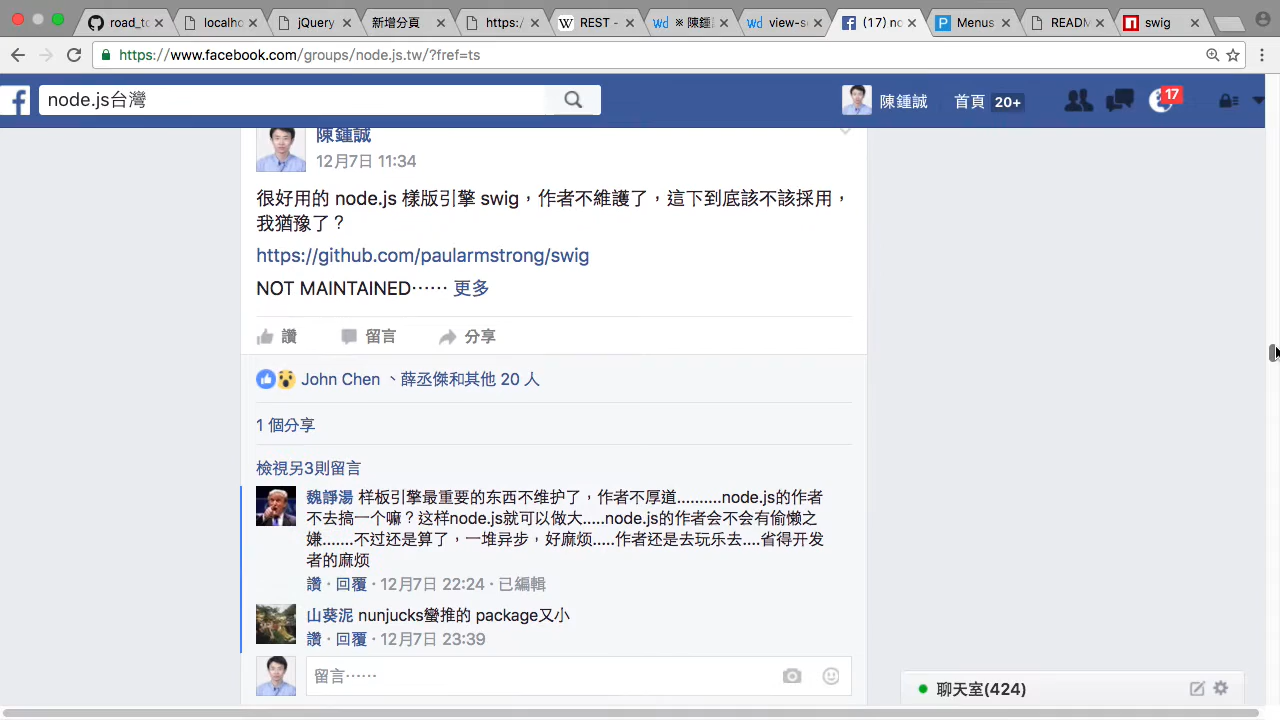 road_to
localho
jQuery
新增分頁
https:/
REST -
※ 陳鍾
view-s
(17) no
Menus
READM
swig
https://www.facebook.com/groups/node.js.tw/?fref=ts
node.js台灣
陳鍾誠
首頁 20+
17
陳鍾誠
12月7日 11:34
很好用的 node.js 樣版引擎 swig，作者不維護了，這下到底該不該採用，
我猶豫了？
https://github.com/paularmstrong/swig
NOT MAINTAINED…… 更多
讚 留言 分享
John Chen 、薛丞傑和其他 20 人
1 個分享
檢視另3則留言
魏諍湯 样板引擎最重要的东西不维护了，作者不厚道..........node.js的作者
不去搞一个嘛？这样node.js就可以做大.....node.js的作者会不会有偷懒之
嫌.......不过还是算了，一堆异步，好麻烦.....作者还是去玩乐去....省得开发
者的麻烦
讚 · 回覆 · 12月7日 22:24 · 已編輯
山葵泥 nunjucks蠻推的 package又小
讚 · 回覆 · 12月7日 23:39
留言……
聊天室(424)